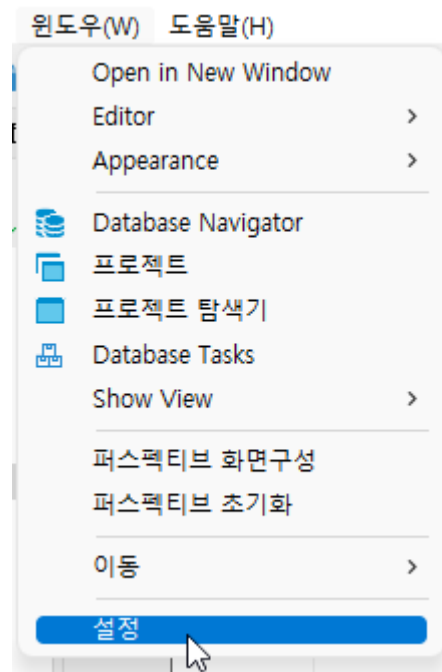 윈도우(W) 도움말(H)
Open in New Window
Editor
Appearance
Database Navigator
프로젝트
프로젝트 탐색기
Database Tasks
Show View
퍼스펙티브 화면구성
퍼스펙티브 초기화
이동
설정